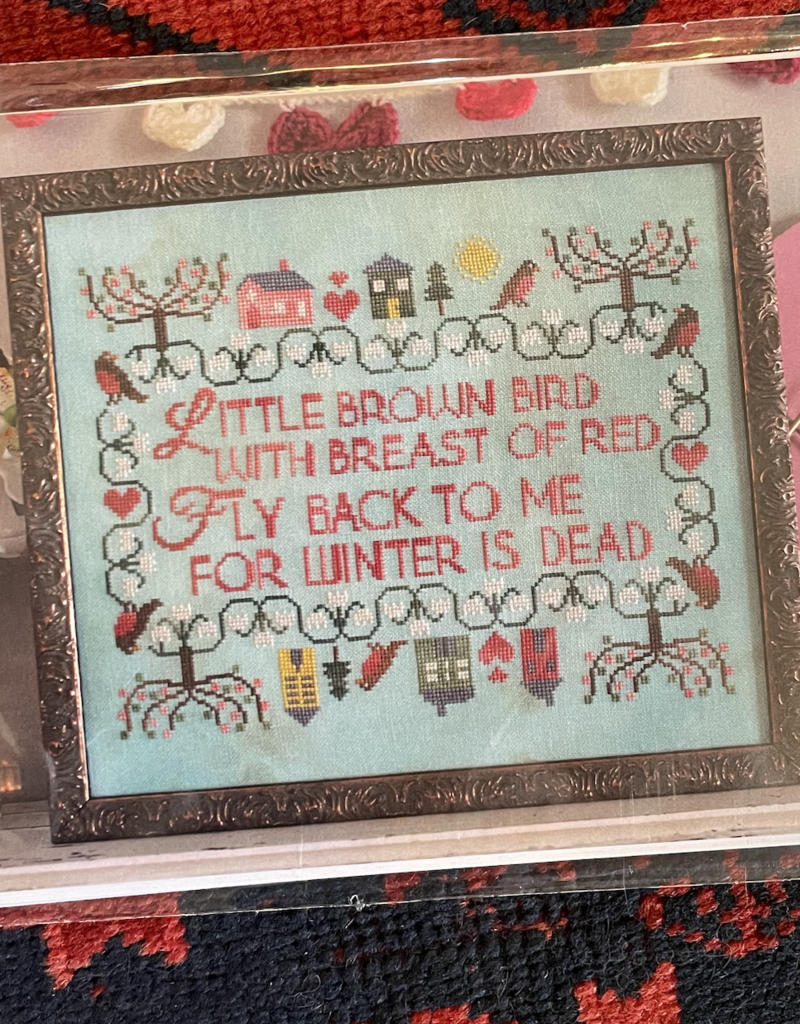 LITTLE BROWN BIRD
WITH BREAST OF RED
FLY BACK TO ME
FOR WINTER IS DEAD